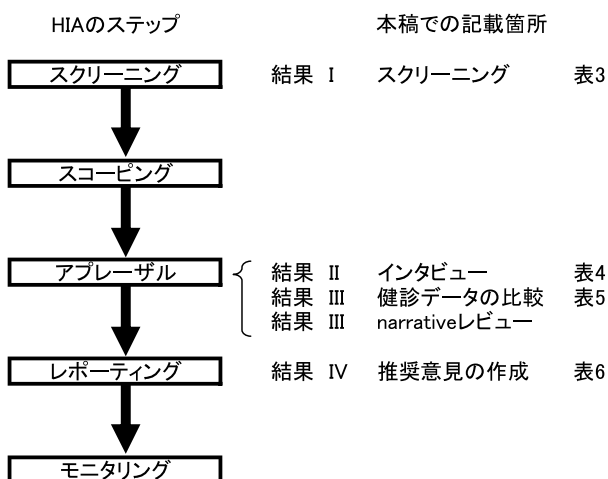 HIAのステップ 本稿での記載箇所
スクリーニング 結果 I スクリーニング 表3
スコーピング
アプレーザル 結果 II インタビュー 表4
結果 III 健診データの比較 表5
結果 III narrativeレビュー
レポーティング 結果 IV 推奨意見の作成 表6
モニタリング